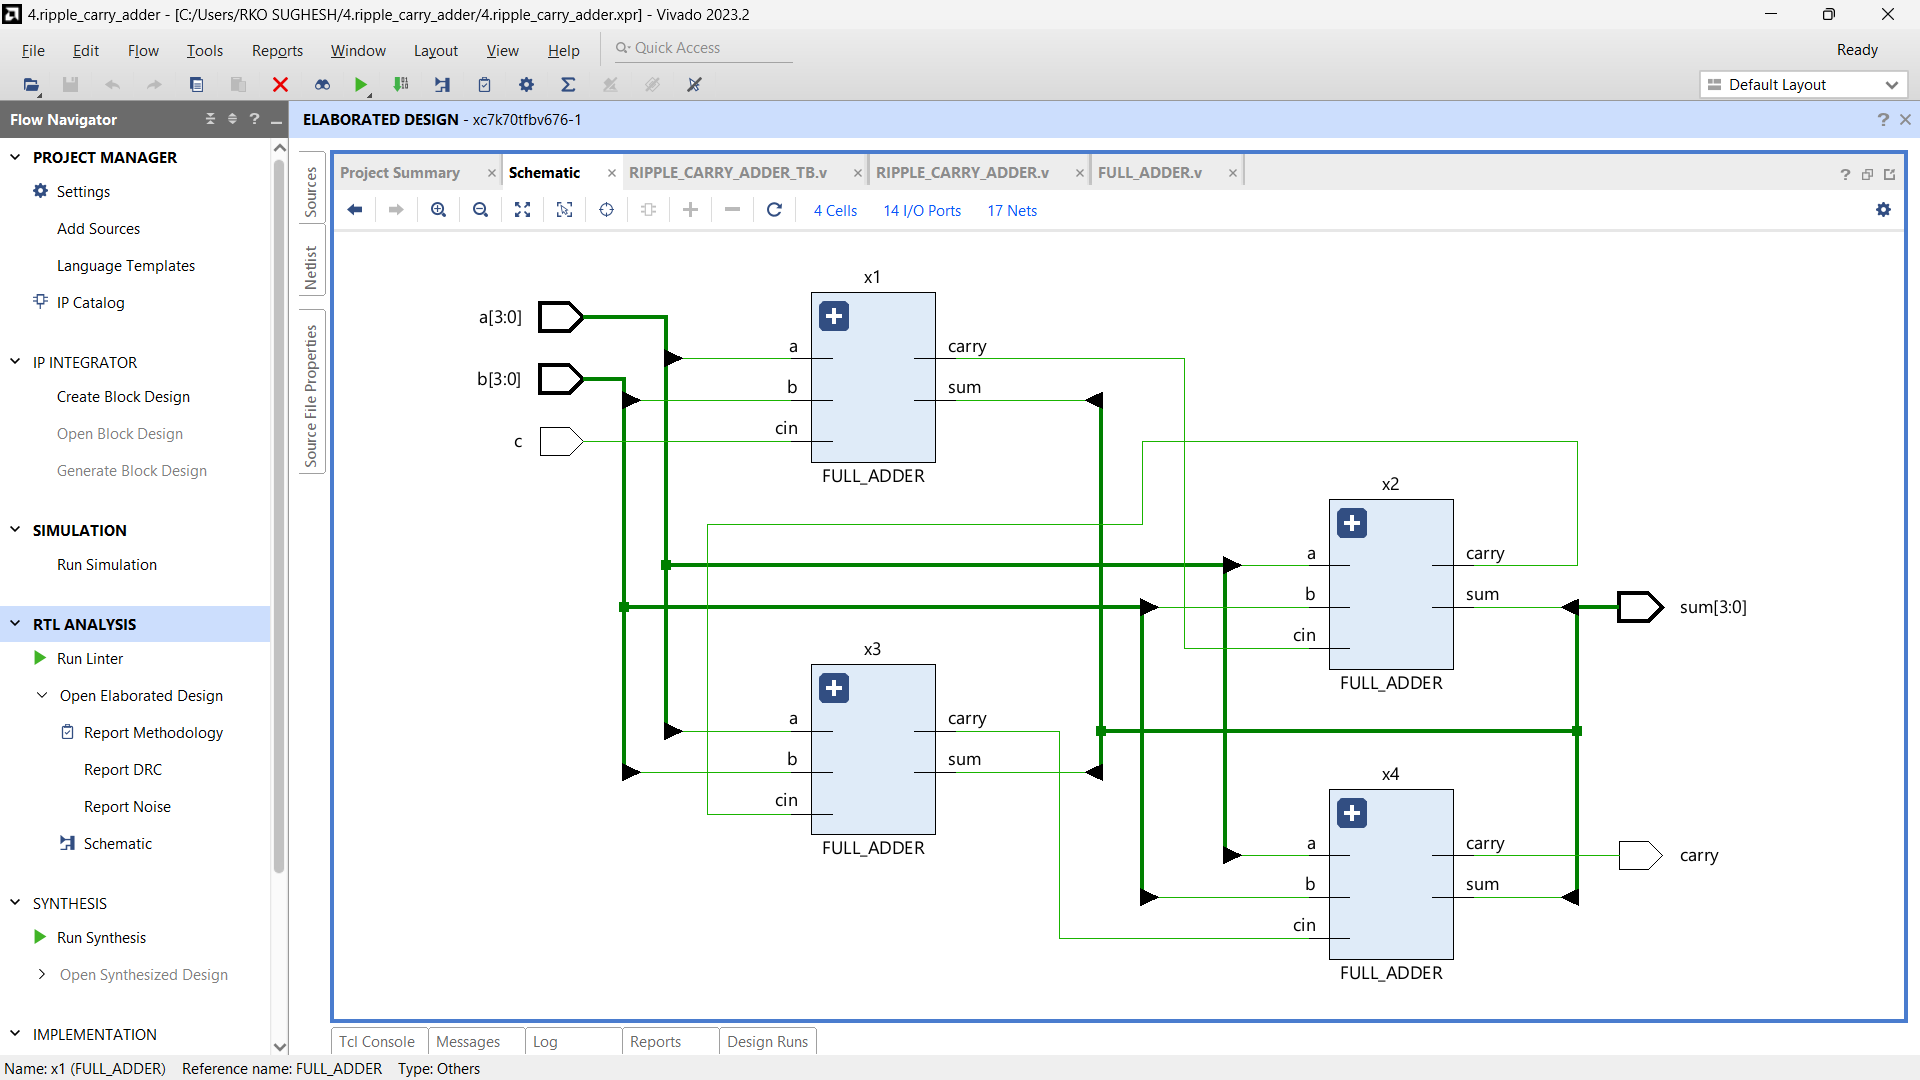 4.ripple_carry_adder - [C:/Users/RKO SUGHESH/4.ripple_carry_adder/4.ripple_carry_adder.xpr] - Vivado 2023.2
File Edit Flow Tools Reports Window Layout View Help Quick Access Ready
Default Layout
Flow Navigator
ELABORATED DESIGN - xc7k70tfbv676-1
PROJECT MANAGER
Settings
Add Sources
Language Templates
IP Catalog
IP INTEGRATOR
Create Block Design
Open Block Design
Generate Block Design
SIMULATION
Run Simulation
RTL ANALYSIS
Run Linter
Open Elaborated Design
Report Methodology
Report DRC
Report Noise
Schematic
SYNTHESIS
Run Synthesis
Open Synthesized Design
IMPLEMENTATION
Sources
Netlist
Source File Properties
Project Summary Schematic RIPPLE_CARRY_ADDER_TB.v RIPPLE_CARRY_ADDER.v FULL_ADDER.v
4 Cells 14 I/O Ports 17 Nets
a[3:0]
b[3:0]
c
x1
a carry
b sum
cin
FULL_ADDER
x2
a carry
b sum
cin
FULL_ADDER
sum[3:0]
x3
a carry
b sum
cin
FULL_ADDER
x4
a carry
b sum
cin
FULL_ADDER
carry
Tcl Console Messages Log Reports Design Runs
Name: x1 (FULL_ADDER) Reference name: FULL_ADDER Type: Others